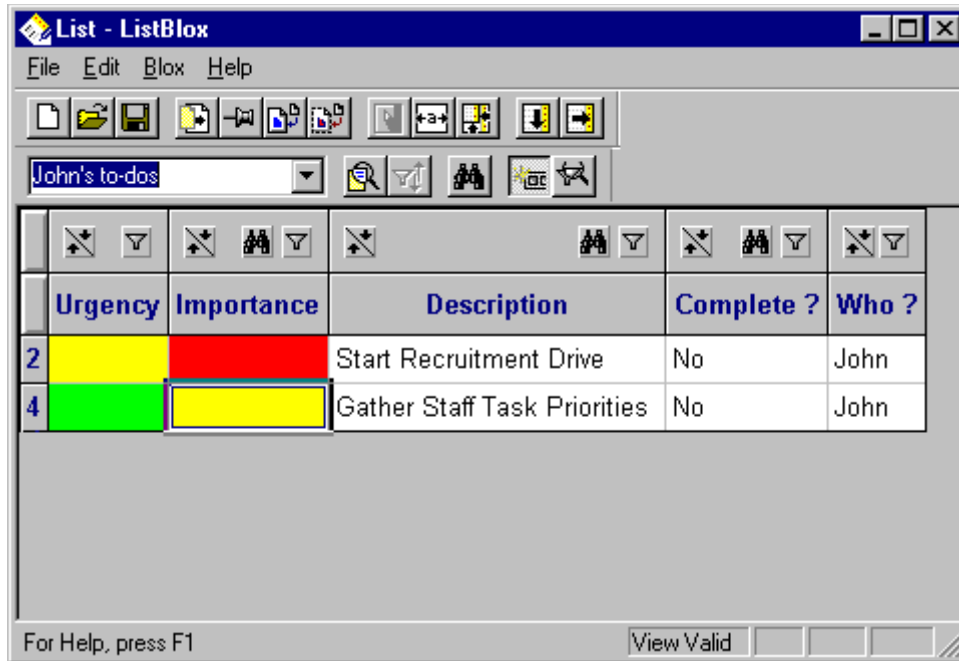 List - ListBlox
File Edit Blox Help
John's to-dos
Urgency Importance Description Complete ? Who ?
2 Start Recruitment Drive No John
4 Gather Staff Task Priorities No John
For Help, press F1 View Valid